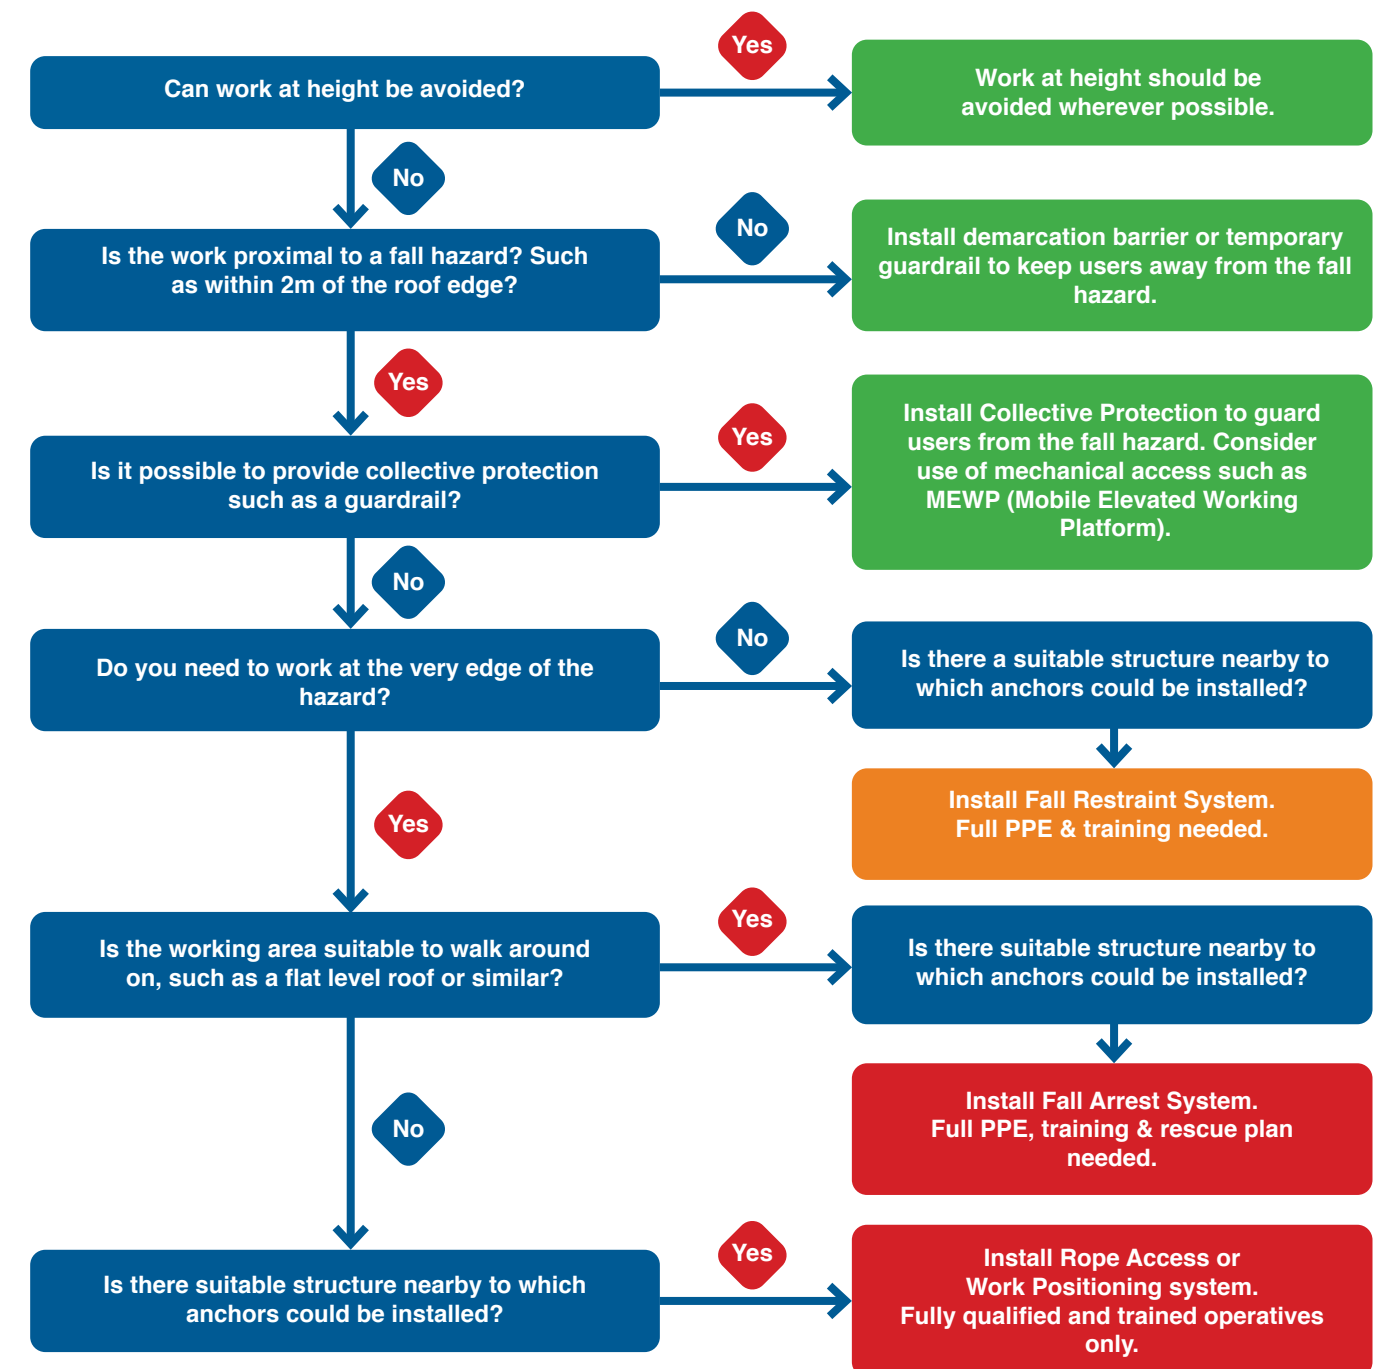 Can work at height be avoided?
Yes
Work at height should be
avoided wherever possible.
No
Is the work proximal to a fall hazard? Such
as within 2m of the roof edge?
No
Install demarcation barrier or temporary
guardrail to keep users away from the fall
hazard.
Yes
Is it possible to provide collective protection
such as a guardrail?
Yes
Install Collective Protection to guard
users from the fall hazard. Consider
use of mechanical access such as
MEWP (Mobile Elevated Working
Platform).
No
Do you need to work at the very edge of the
hazard?
No
Is there a suitable structure nearby to
which anchors could be installed?
Install Fall Restraint System.
Full PPE & training needed.
Yes
Is the working area suitable to walk around
on, such as a flat level roof or similar?
Yes
Is there suitable structure nearby to
which anchors could be installed?
Install Fall Arrest System.
Full PPE, training & rescue plan
needed.
No
Is there suitable structure nearby to which
anchors could be installed?
Yes
Install Rope Access or
Work Positioning system.
Fully qualified and trained operatives
only.